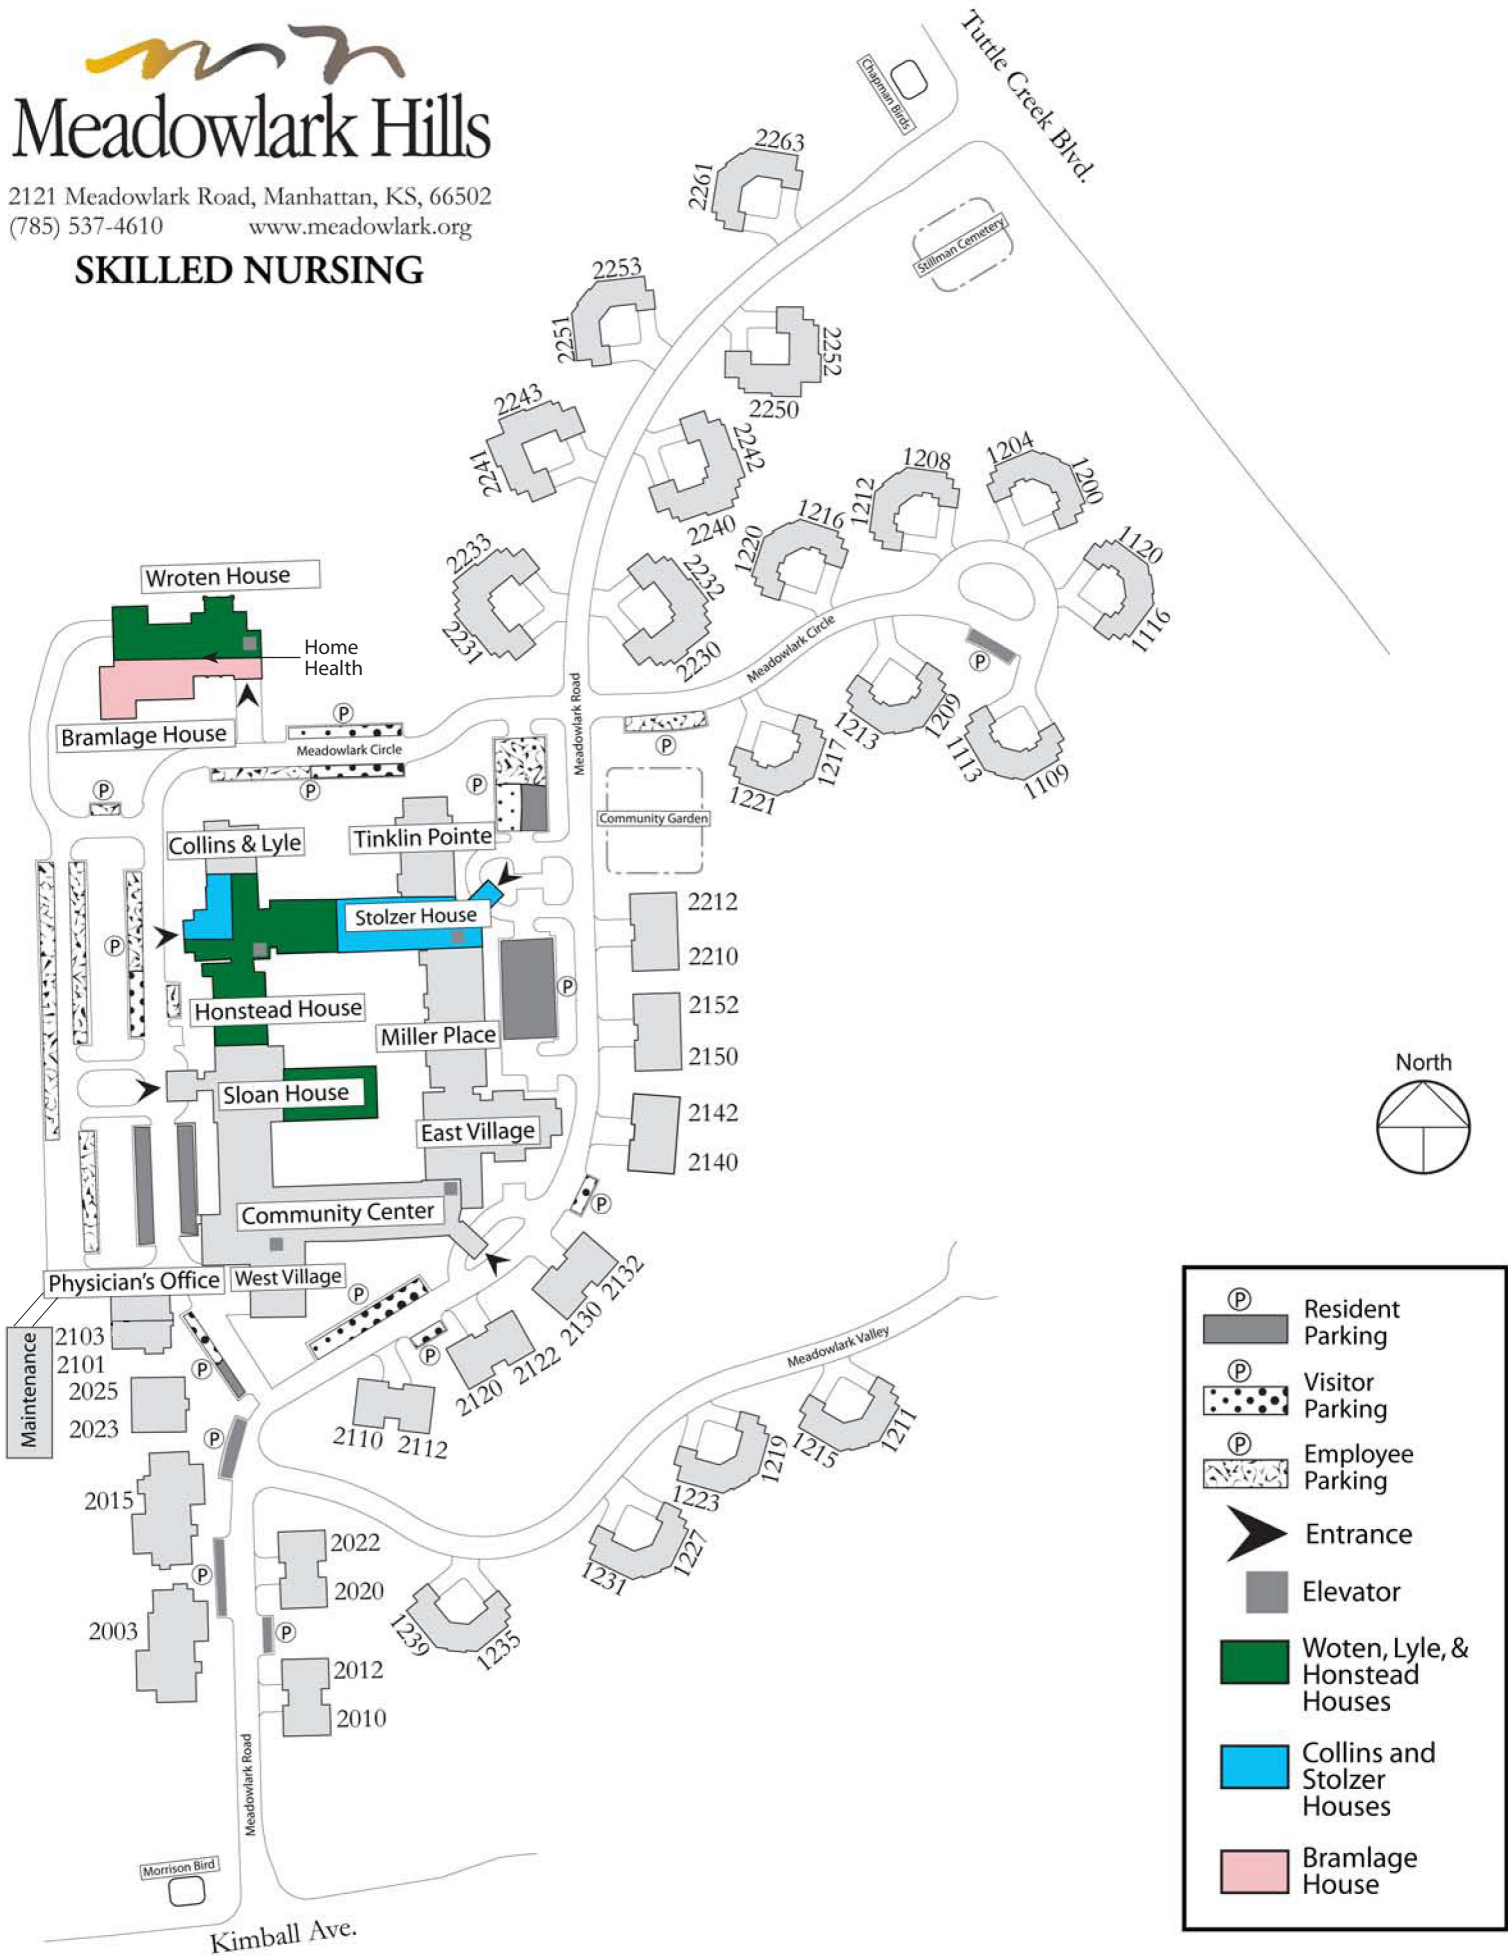 Meadowlark Hills
2121 Meadowlark Road, Manhattan, KS, 66502
(785) 537-4610 www.meadowlark.org
SKILLED NURSING
Tuttle Creek Blvd.
Chapman Birds
Stillman Cemetery
2263
2261
2253
2251
2252
2250
2243
2241
2242
2240
2233
2231
2232
2230
1220
1216
1212
1208
1204
1200
1120
1116
P
Meadowlark Circle
1213
1209
1113
1109
1221
1217
Wroten House
Home
Health
Bramlage House
P
Meadowlark Circle
P
P
P
P
Meadowlark Road
Community Garden
Collins & Lyle
Tinklin Pointe
Stolzer House
P
P
Honstead House
Miller Place
Sloan House
East Village
Community Center
2212
2210
2152
2150
2142
2140
P
Physician's Office
West Village
P
2132
2130
2122
2120
P
2110
2112
Maintenance
2103
2101
2025
2023
P
P
2015
P
2003
2022
2020
P
2012
2010
Meadowlark Valley
1211
1215
1219
1223
1227
1231
1235
1239
Meadowlark Road
Morrison Bird
Kimball Ave.
North
P
Resident
Parking
P
Visitor
Parking
P
Employee
Parking
Entrance
Elevator
Woten, Lyle, &
Honstead
Houses
Collins and
Stolzer
Houses
Bramlage
House